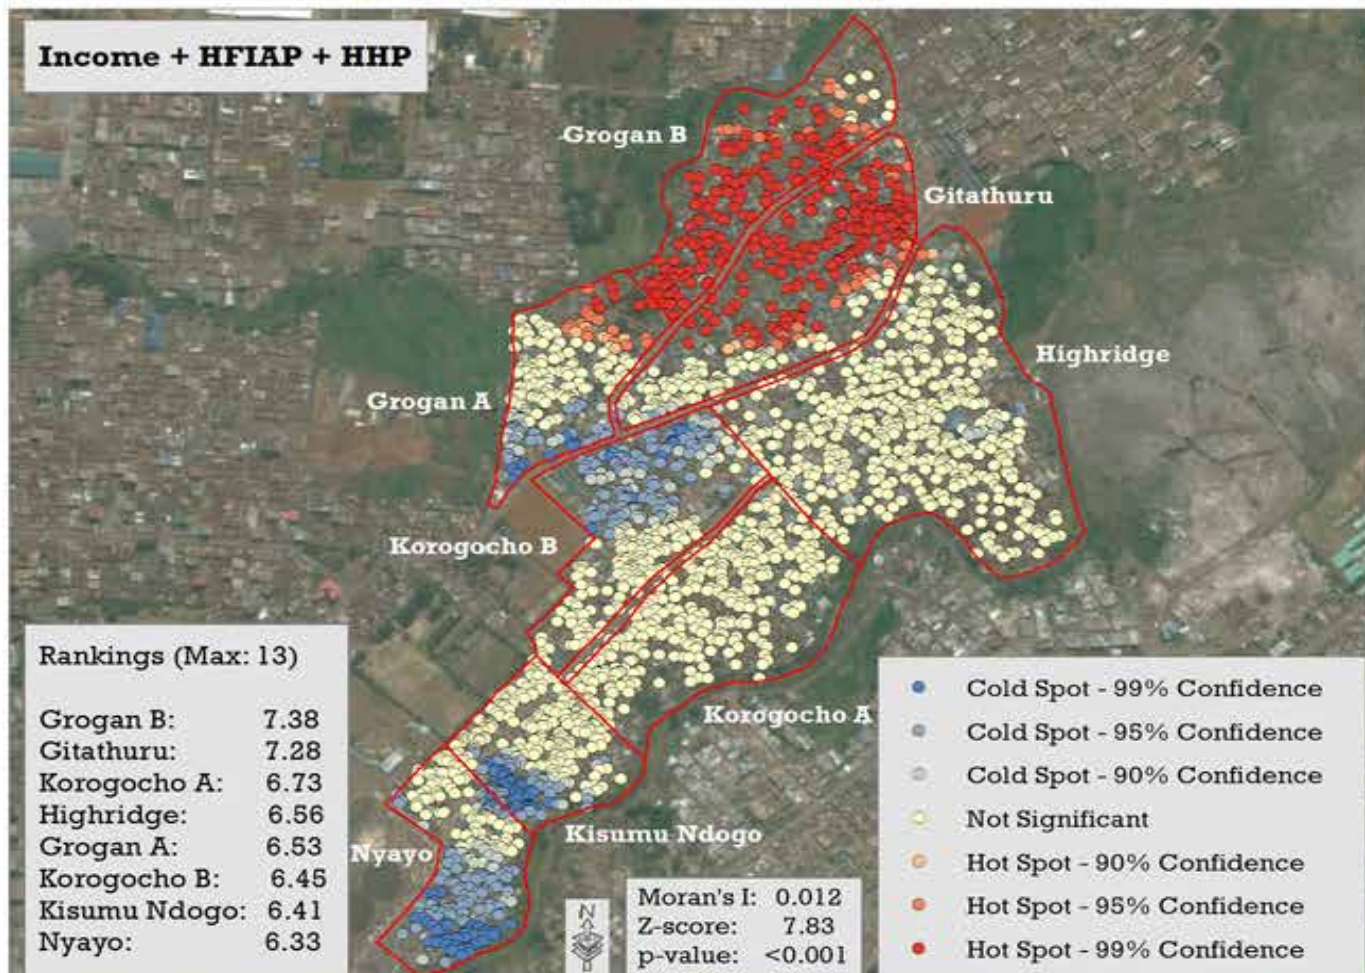 Income + HFIAP + HHP
Grogan B
Gitathuru
Highridge
Grogan A
Korogocho B
Korogocho A
Kisumu Ndogo
Nyayo
Rankings (Max: 13)
Grogan B: 7.38
Gitathuru: 7.28
Korogocho A: 6.73
Highridge: 6.56
Grogan A: 6.53
Korogocho B: 6.45
Kisumu Ndogo: 6.41
Nyayo: 6.33
N
Moran's I: 0.012
Z-score: 7.83
p-value: <0.001
Cold Spot - 99% Confidence
Cold Spot - 95% Confidence
Cold Spot - 90% Confidence
Not Significant
Hot Spot - 90% Confidence
Hot Spot - 95% Confidence
Hot Spot - 99% Confidence